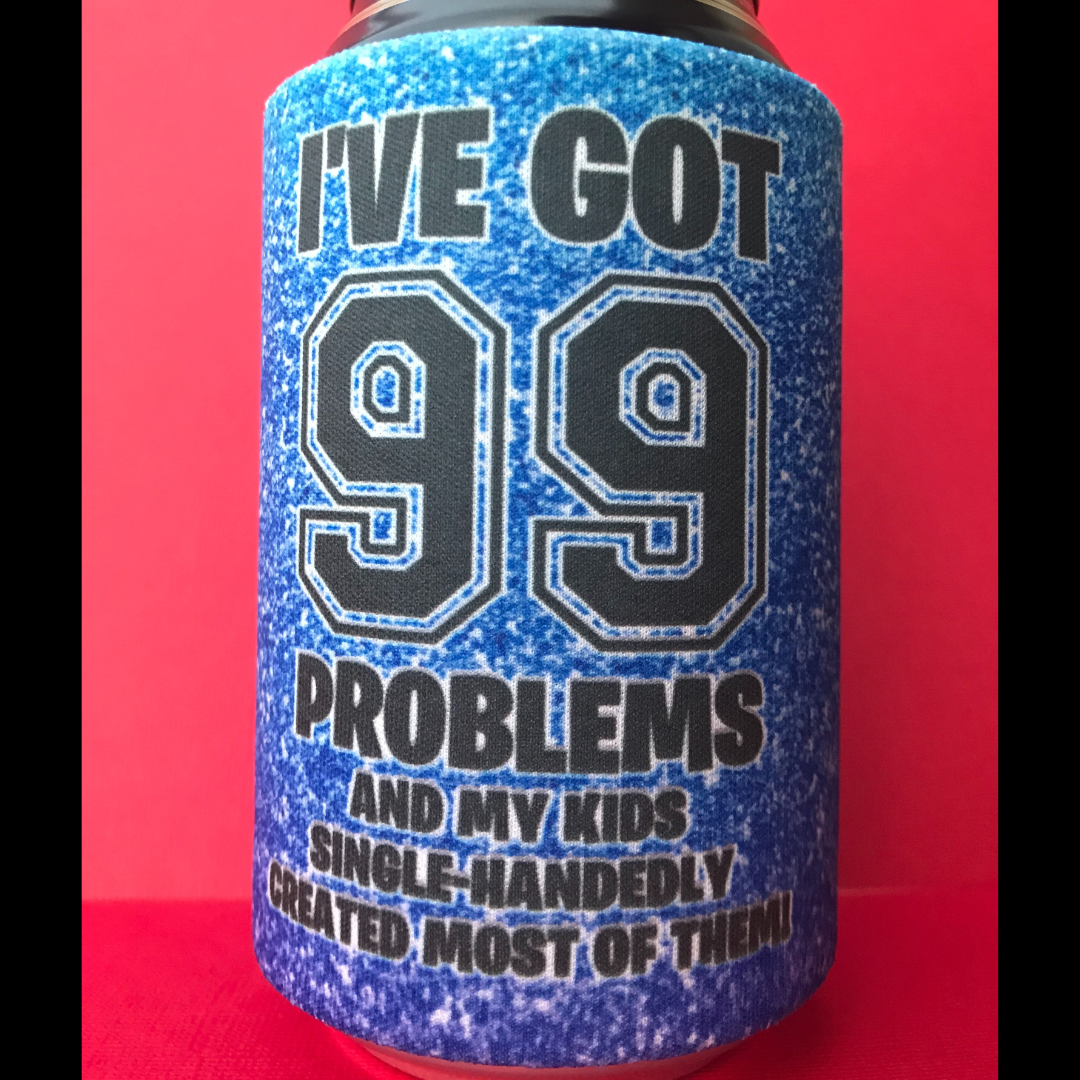 I'VE GOT
99
PROBLEMS
AND MY KIDS
SINGLE-HANDEDLY
CREATED MOST OF THEM!